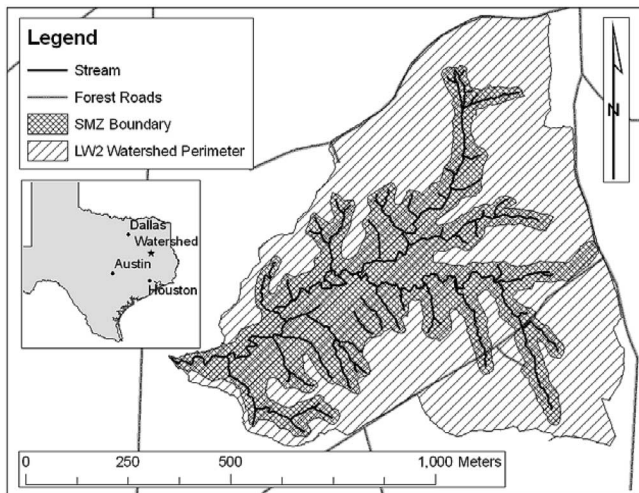 Legend
Stream
Forest Roads
SMZ Boundary
LW2 Watershed Perimeter
N
Dallas
Watershed
Austin
Houston
0 250 500 1,000 Meters